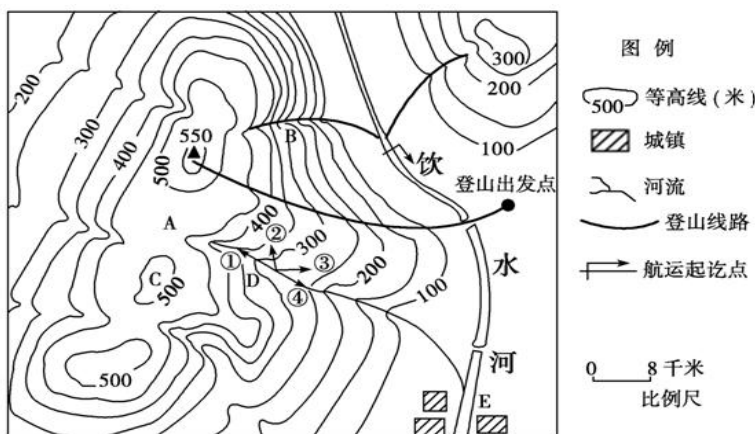 200
300
400
550
500
A
B
C
500
500
400
②
300
①
D
③
④
200
100
300
200
100
饮
登山出发点
水
河
E
图 例
500 等高线(米)
城镇
河流
登山线路
航运起讫点
0 8 千米
比例尺